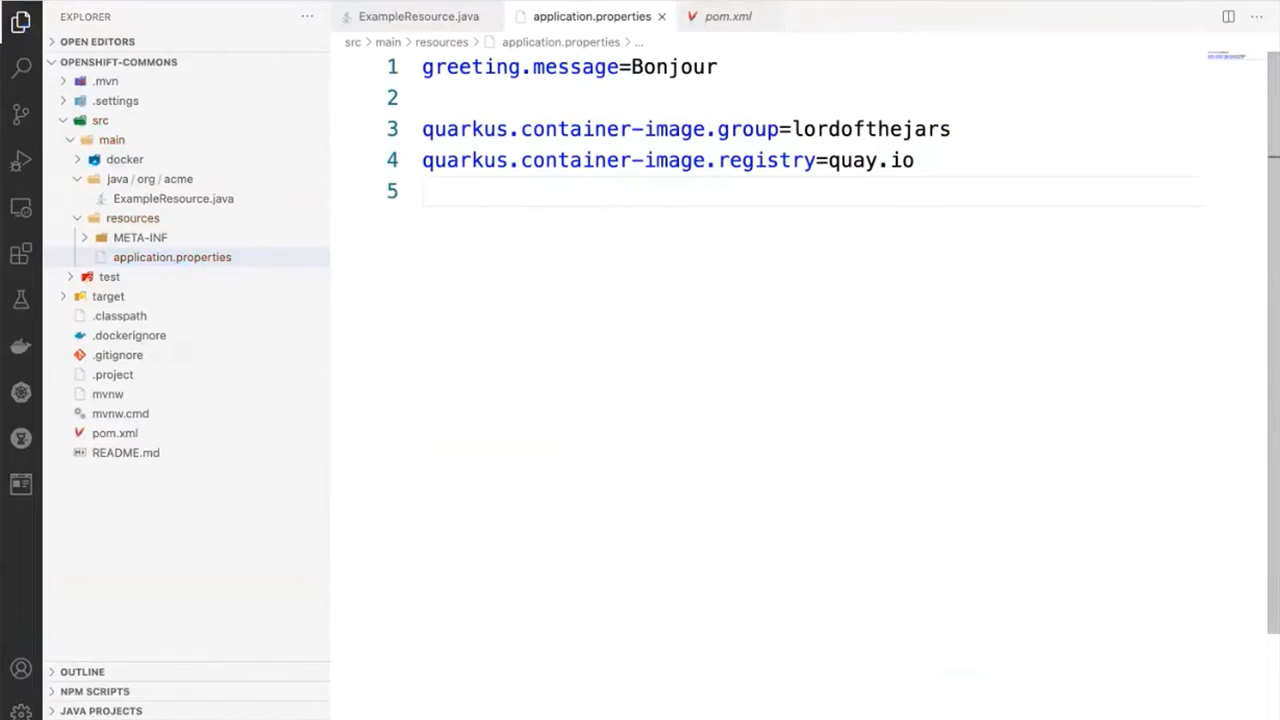 EXPLORER
OPEN EDITORS
OPENSHIFT-COMMONS
.mvn
.settings
src
main
docker
java / org / acme
ExampleResource.java
resources
META-INF
application.properties
test
target
.classpath
.dockerignore
.gitignore
.project
mvnw
mvnw.cmd
pom.xml
README.md
OUTLINE
NPM SCRIPTS
JAVA PROJECTS
ExampleResource.java application.properties pom.xml
src > main > resources > application.properties > ...
1 greeting.message=Bonjour
2
3 quarkus.container-image.group=lordofthejars
4 quarkus.container-image.registry=quay.io
5